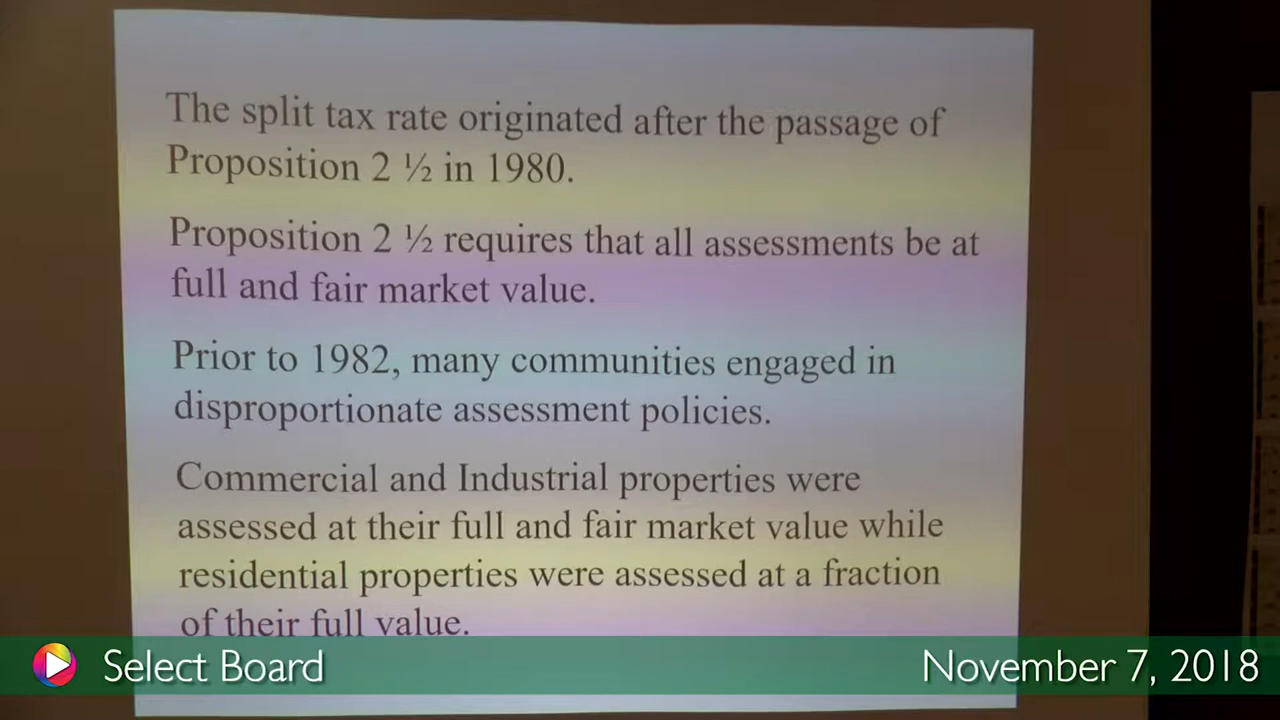 The split tax rate originated after the passage of
Proposition 2 ½ in 1980.
Proposition 2 ½ requires that all assessments be at
full and fair market value.
Prior to 1982, many communities engaged in
disproportionate assessment policies.
Commercial and Industrial properties were
assessed at their full and fair market value while
residential properties were assessed at a fraction
of their full value.
Select Board
November 7, 2018